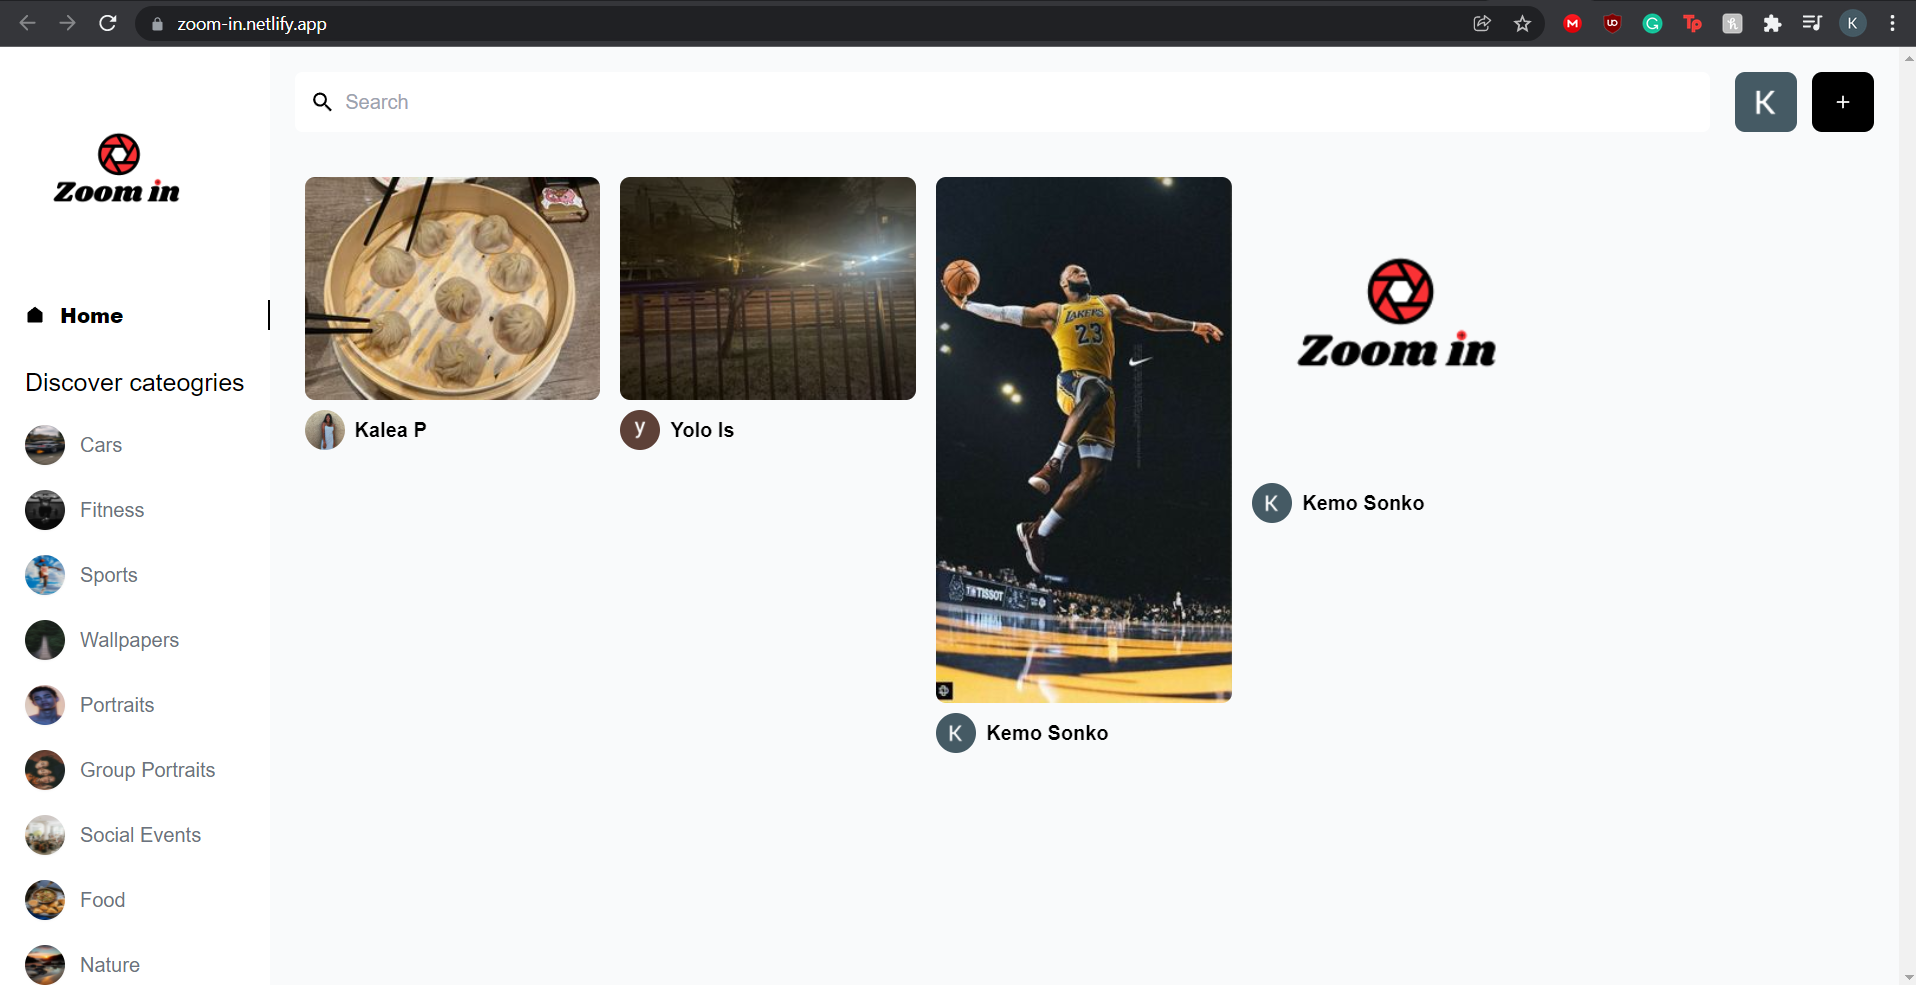 zoom-in.netlify.app
K
Search
K
+
Zoom in
Home
Discover cateogries
Cars
Fitness
Sports
Wallpapers
Portraits
Group Portraits
Social Events
Food
Nature
Kalea P
y
Yolo Is
LAKERS
23
TISSOT
K
Kemo Sonko
Zoom in
K
Kemo Sonko